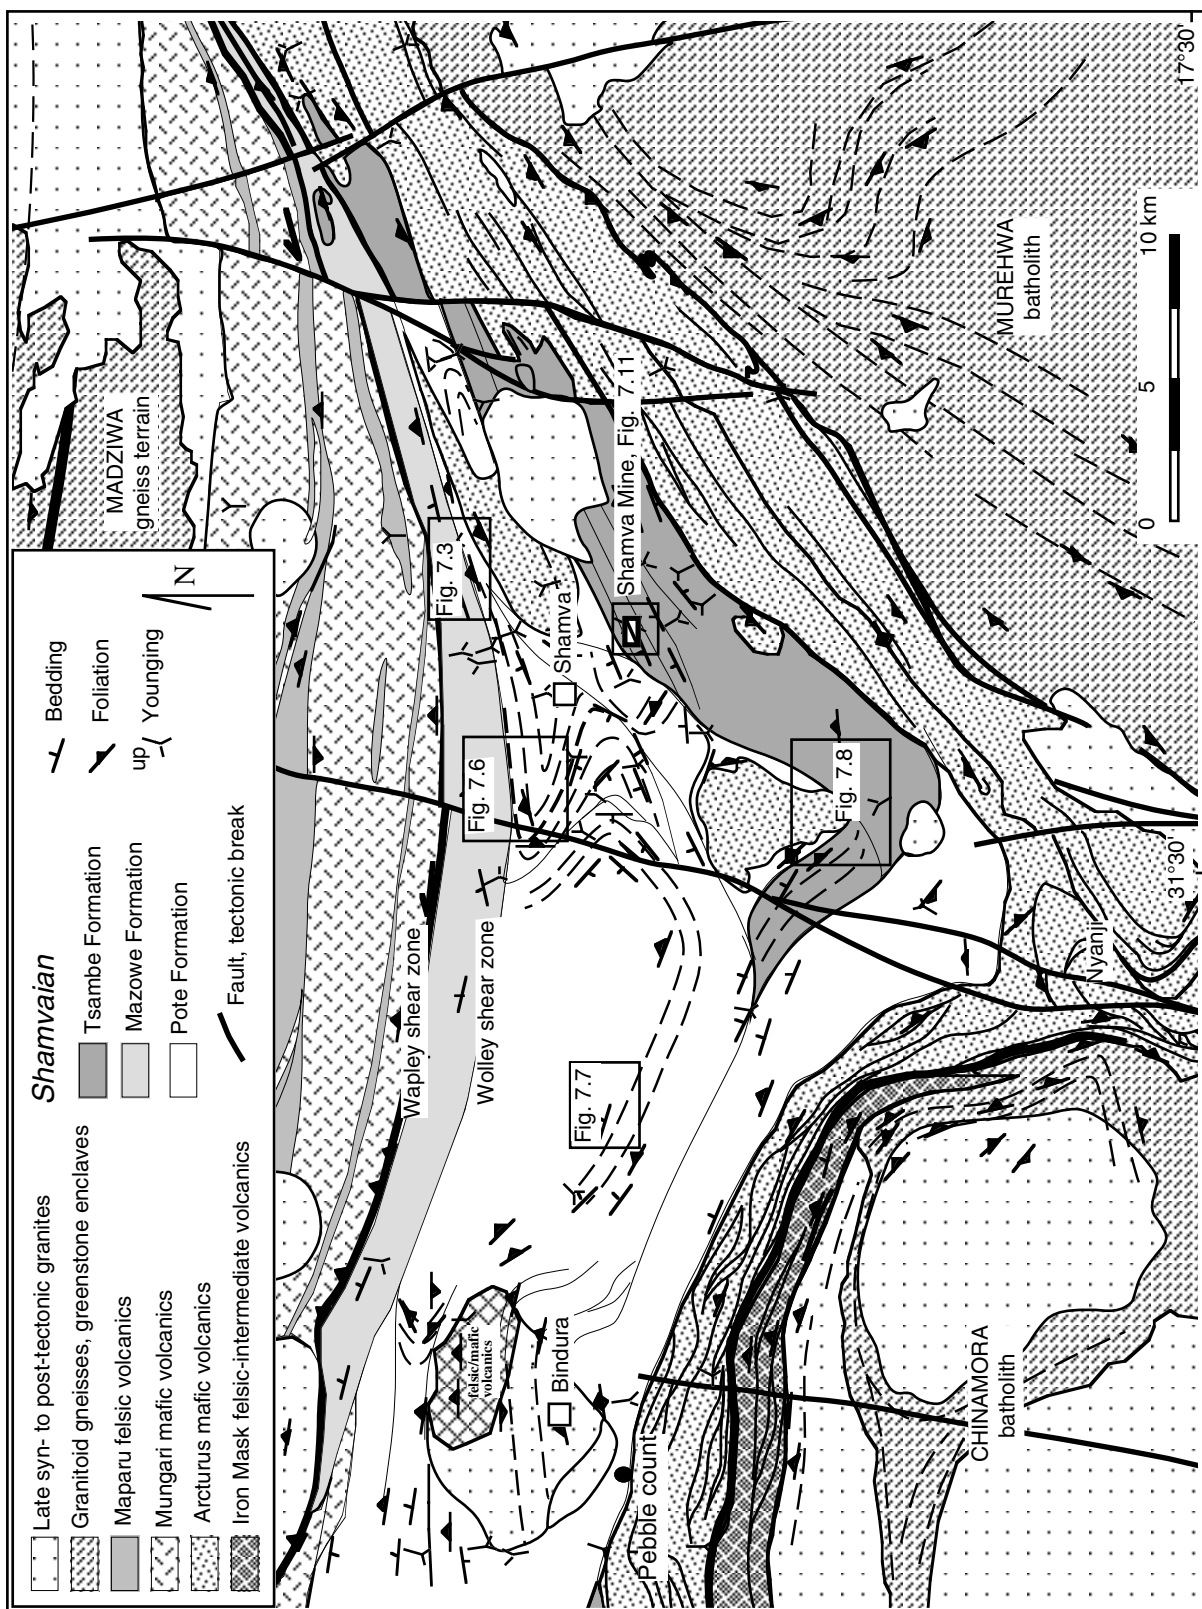 Late syn- to post-tectonic granites
Granitoid gneisses, greenstone enclaves
Maparu felsic volcanics
Mungari mafic volcanics
Arcturus mafic volcanics
Iron Mask felsic-intermediate volcanics
Shamvaian
Tsambe Formation
Mazowe Formation
Pote Formation
Fault, tectonic break
Bedding
Foliation
up
Younging
N
MADZIWA
gneiss terrain
Wapley shear zone
Wolley shear zone
Fig. 7.3
Fig. 7.6
Fig. 7.7
Shamva
Shamva Mine, Fig. 7.11
Fig. 7.8
felsic/mafic
volcanics
Bindura
Pebble count
CHINAMORA
batholith
Nyanji
MUREHWA
batholith
0
5
10 km
31°30'
17°30'